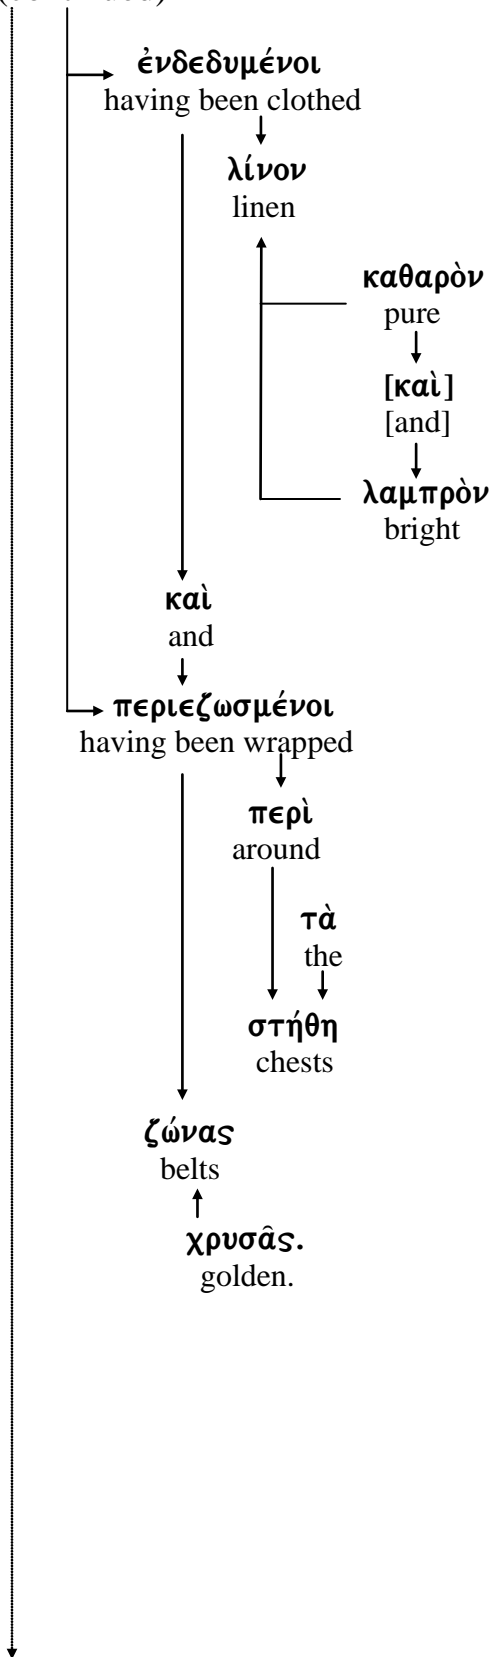 ἐνδεδυμένοι
having been clothed
λίνον
linen
καθαρὸν
pure
[καὶ]
[and]
λαμπρὸν
bright
καὶ
and
περιεζωσμένοι
having been wrapped
περὶ
around
τὰ
the
στήθη
chests
ζώνας
belts
χρυσᾶς.
golden.